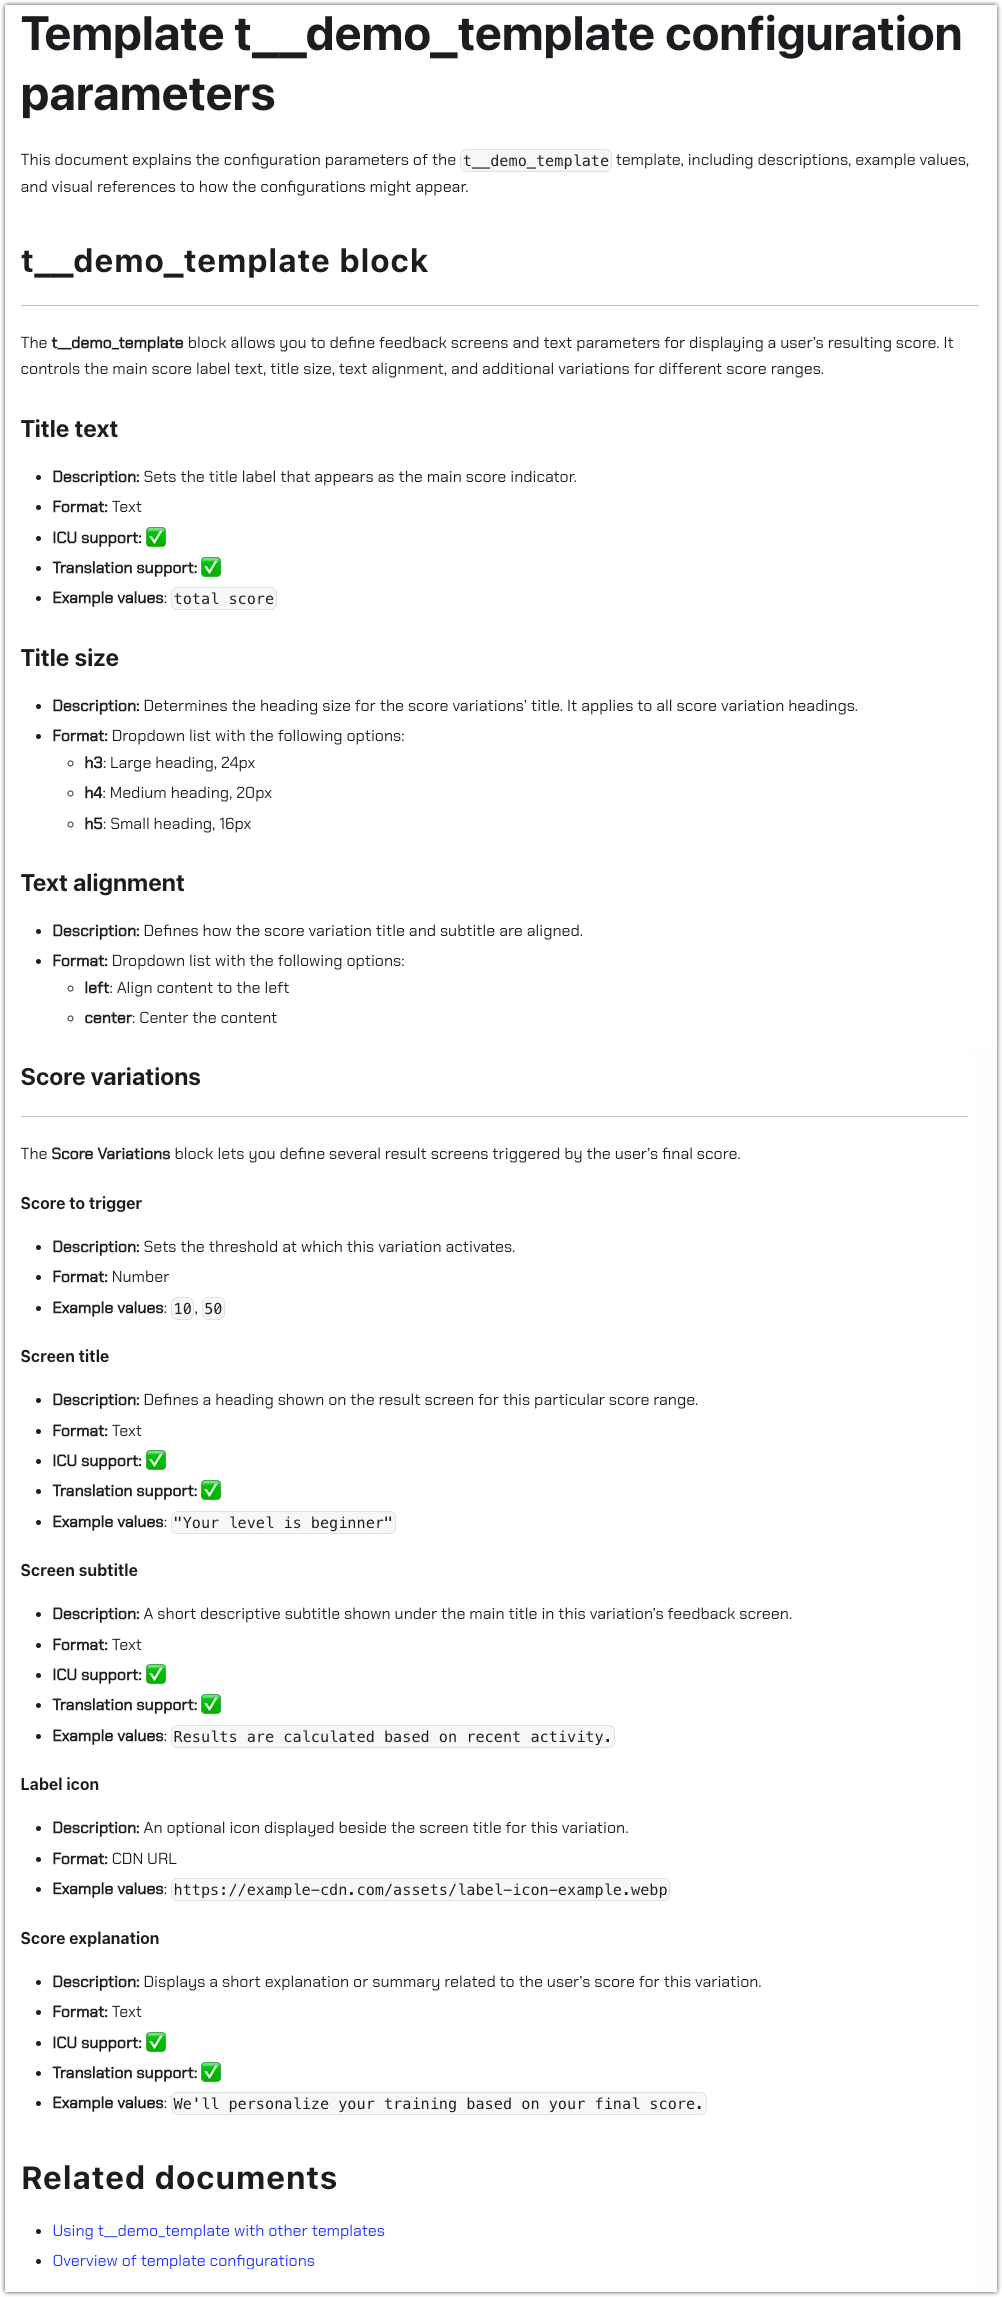 Template t__demo_template configuration
parameters
This document explains the configuration parameters of the t__demo_template template, including descriptions, example values,
and visual references to how the configurations might appear.
t__demo_template block
The t__demo_template block allows you to define feedback screens and text parameters for displaying a user's resulting score. It
controls the main score label text, title size, text alignment, and additional variations for different score ranges.
Title text
• Description: Sets the title label that appears as the main score indicator.
• Format: Text
• ICU support: ✅
• Translation support: ✅
• Example values: total score
Title size
• Description: Determines the heading size for the score variations' title. It applies to all score variation headings.
• Format: Dropdown list with the following options:
◦ h3: Large heading, 24px
◦ h4: Medium heading, 20px
◦ h5: Small heading, 16px
Text alignment
• Description: Defines how the score variation title and subtitle are aligned.
• Format: Dropdown list with the following options:
◦ left: Align content to the left
◦ center: Center the content
Score variations
The Score Variations block lets you define several result screens triggered by the user's final score.
Score to trigger
• Description: Sets the threshold at which this variation activates.
• Format: Number
• Example values: 10, 50
Screen title
• Description: Defines a heading shown on the result screen for this particular score range.
• Format: Text
• ICU support: ✅
• Translation support: ✅
• Example values: "Your level is beginner"
Screen subtitle
• Description: A short descriptive subtitle shown under the main title in this variation's feedback screen.
• Format: Text
• ICU support: ✅
• Translation support: ✅
• Example values: Results are calculated based on recent activity.
Label icon
• Description: An optional icon displayed beside the screen title for this variation.
• Format: CDN URL
• Example values: https://example-cdn.com/assets/label-icon-example.webp
Score explanation
• Description: Displays a short explanation or summary related to the user's score for this variation.
• Format: Text
• ICU support: ✅
• Translation support: ✅
• Example values: We'll personalize your training based on your final score.
Related documents
• Using t__demo_template with other templates
• Overview of template configurations